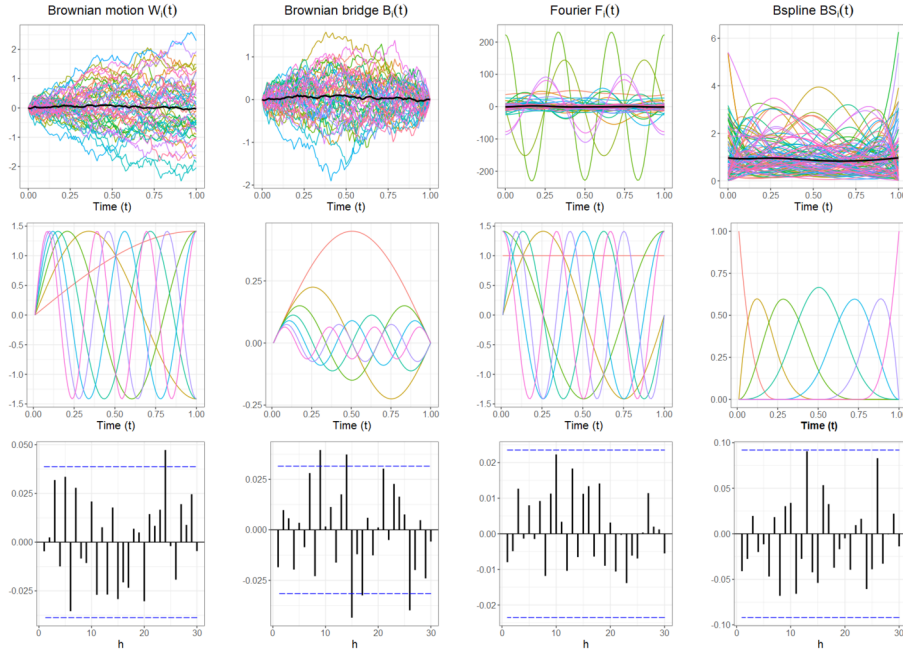 Brownian motion Wᵢ(t) Brownian bridge Bᵢ(t) Fourier Fᵢ(t) Bspline BSᵢ(t)
2
1
0
-1
-2
0.00 0.25 0.50 0.75 1.00
Time (t)
2
1
0
-1
-2
0.00 0.25 0.50 0.75 1.00
Time (t)
200
100
0
-100
-200
0.00 0.25 0.50 0.75 1.00
Time (t)
6
4
2
0
0.00 0.25 0.50 0.75 1.00
Time (t)
1.5
1.0
0.5
0.0
-0.5
-1.0
-1.5
0.00 0.25 0.50 0.75 1.00
Time (t)
0.25
0.00
-0.25
0.00 0.25 0.50 0.75 1.00
Time (t)
1.5
1.0
0.5
0.0
-0.5
-1.0
-1.5
0.00 0.25 0.50 0.75 1.00
Time (t)
1.00
0.75
0.50
0.25
0.00
0.00 0.25 0.50 0.75 1.00
Time (t)
0.050
0.025
0.000
-0.025
0 10 20 30
h
0.025
0.000
-0.025
0 10 20 30
h
0.02
0.01
0.00
-0.01
-0.02
0 10 20 30
h
0.10
0.05
0.00
-0.05
-0.10
0 10 20 30
h